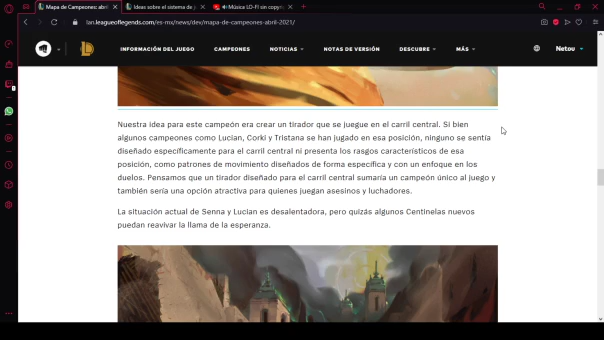 Mapa de Campeones: abril
Ideas sobre el sistema de j
Música LO-FI sin copyri
lan.leagueoflegends.com/es-mx/news/dev/mapa-de-campeones-abril-2021/
INFORMACIÓN DEL JUEGO CAMPEONES NOTICIAS NOTAS DE VERSIÓN DESCUBRE MÁS Netou
Nuestra idea para este campeón era crear un tirador que se juegue en el carril central. Si bien
algunos campeones como Lucian, Corki y Tristana se han jugado en esa posición, ninguno se sentía
diseñado específicamente para el carril central ni presenta los rasgos característicos de esa
posición, como patrones de movimiento diseñados de forma específica y con un enfoque en los
duelos. Pensamos que un tirador diseñado para el carril central sumaría un campeón único al juego y
también sería una opción atractiva para quienes juegan asesinos y luchadores.
La situación actual de Senna y Lucian es desalentadora, pero quizás algunos Centinelas nuevos
puedan reavivar la llama de la esperanza.